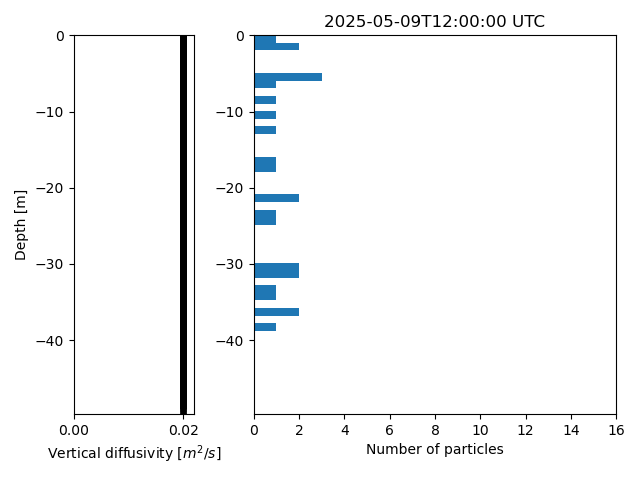 2025-05-09T12:00:00 UTC
0
−10
−20
−30
−40
Depth [m]
0.00 0.02
Vertical diffusivity [m²/s]
0
−10
−20
−30
−40
0 2 4 6 8 10 12 14 16
Number of particles